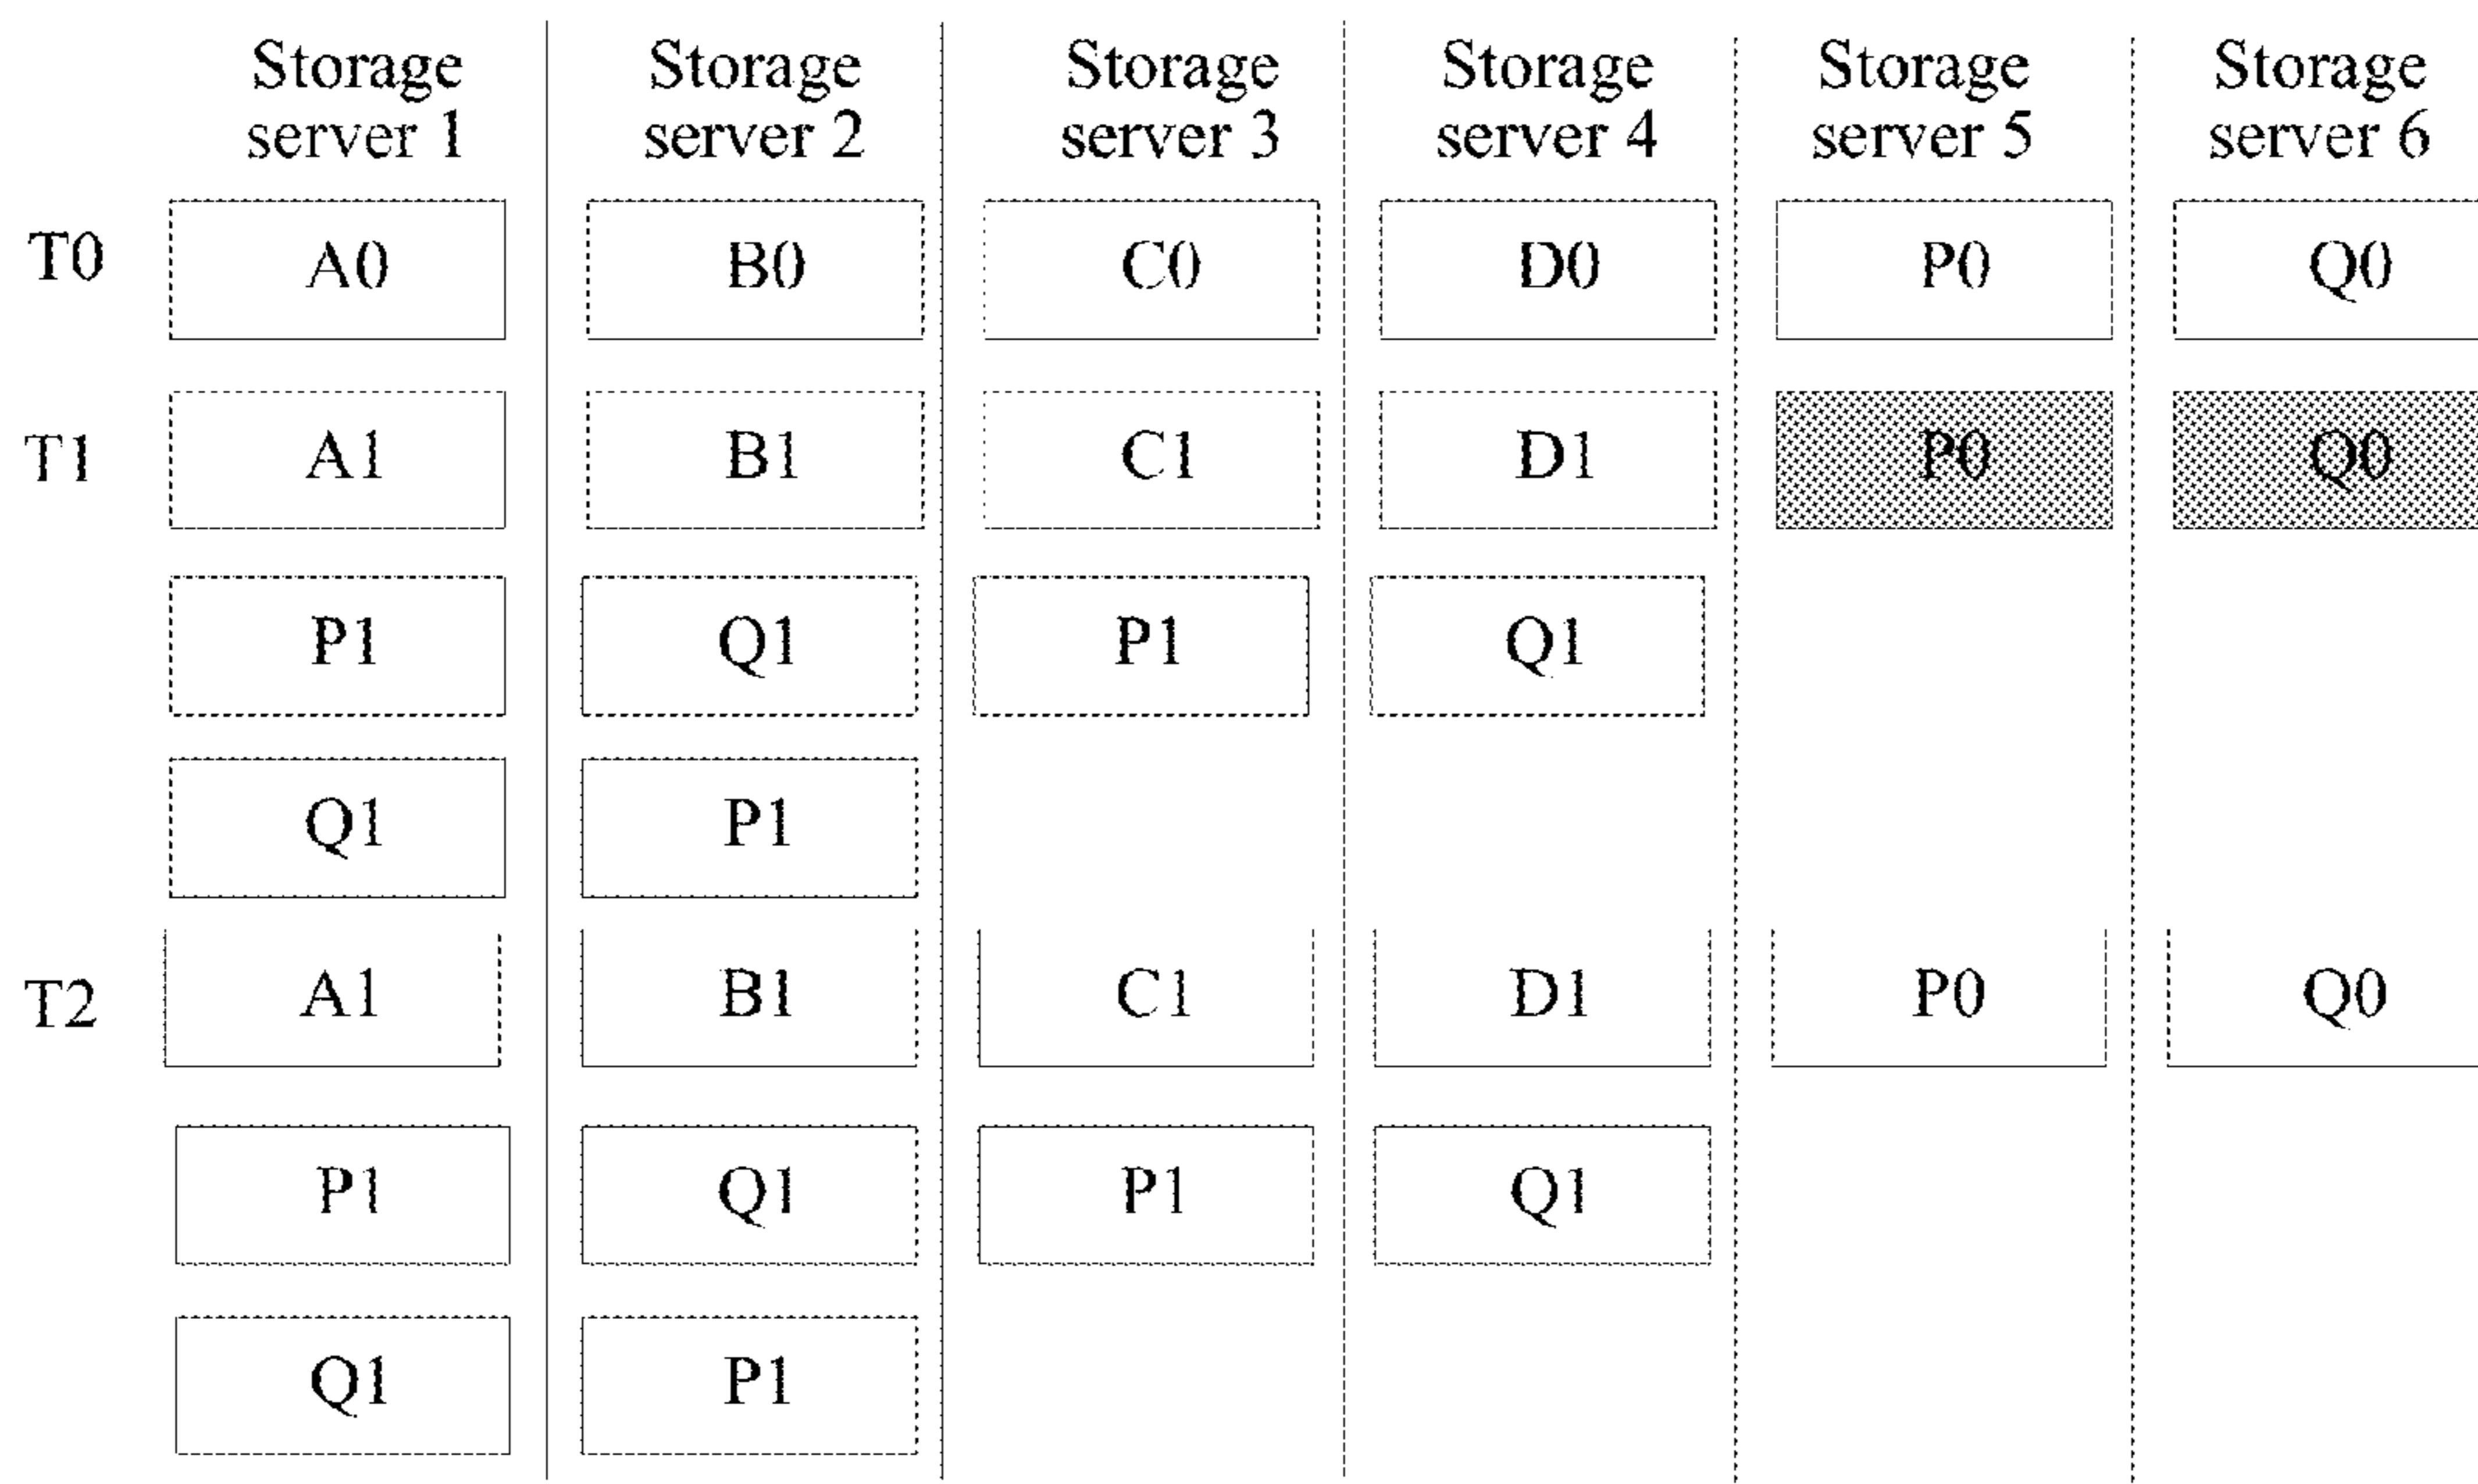 Storage server 1 Storage server 2 Storage server 3 Storage server 4 Storage server 5 Storage server 6
T0 A0 B0 C0 D0 P0 Q0
T1 A1 B1 C1 D1 P0 Q0
P1 Q1 P1 Q1
Q1 P1
T2 A1 B1 C1 D1 P0 Q0
P1 Q1 P1 Q1
Q1 P1